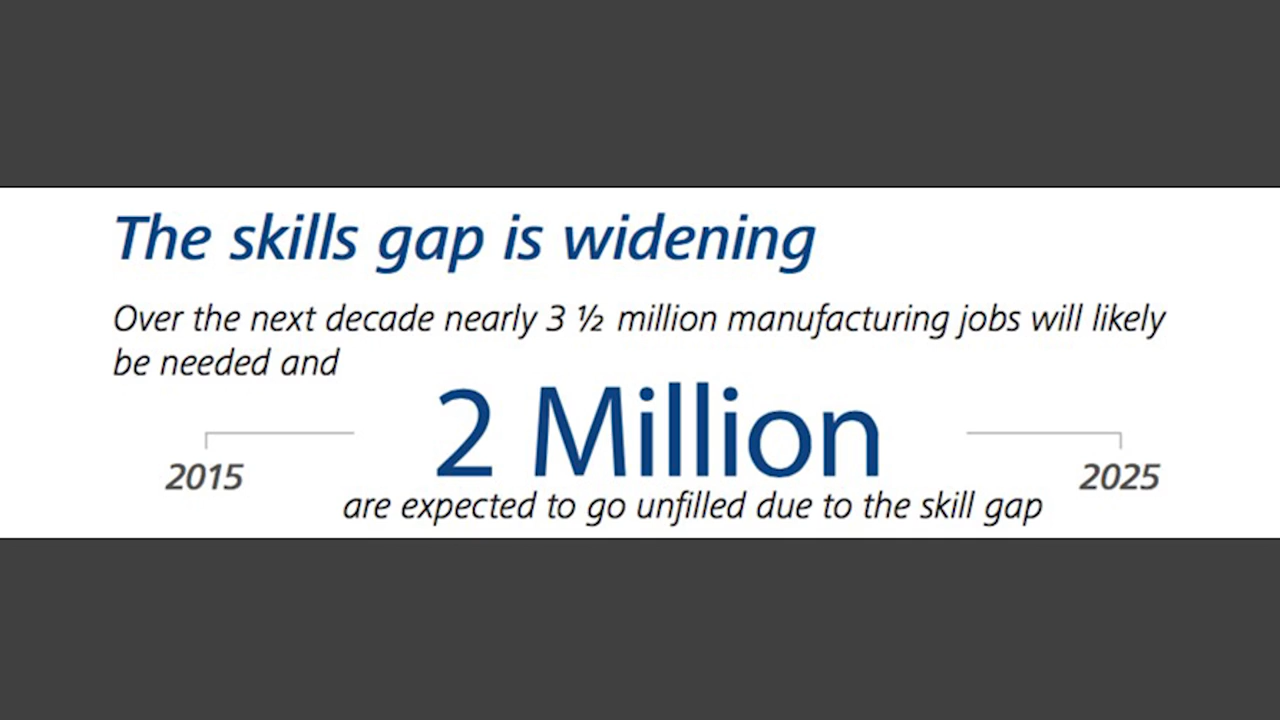 The skills gap is widening
Over the next decade nearly 3 ½ million manufacturing jobs will likely
be needed and
2 Million
2015
2025
are expected to go unfilled due to the skill gap